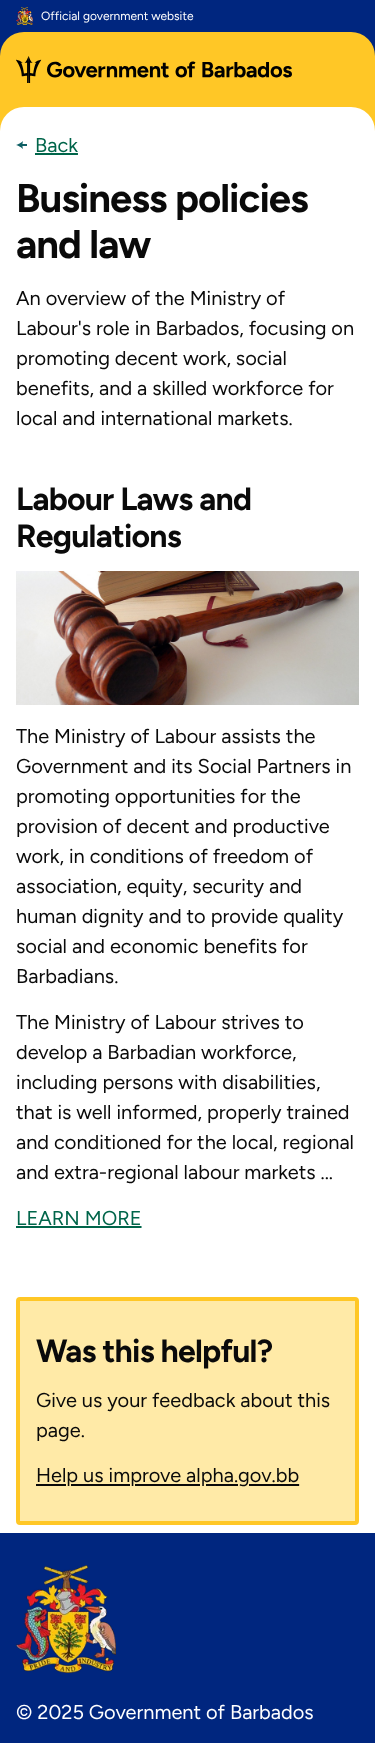 Official government website
Government of Barbados
Back
Business policies
and law
An overview of the Ministry of
Labour's role in Barbados, focusing on
promoting decent work, social
benefits, and a skilled workforce for
local and international markets.
Labour Laws and
Regulations
The Ministry of Labour assists the
Government and its Social Partners in
promoting opportunities for the
provision of decent and productive
work, in conditions of freedom of
association, equity, security and
human dignity and to provide quality
social and economic benefits for
Barbadians.
The Ministry of Labour strives to
develop a Barbadian workforce,
including persons with disabilities,
that is well informed, properly trained
and conditioned for the local, regional
and extra-regional labour markets ...
LEARN MORE
Was this helpful?
Give us your feedback about this
page.
Help us improve alpha.gov.bb
PRIDE AND INDUSTRY
© 2025 Government of Barbados